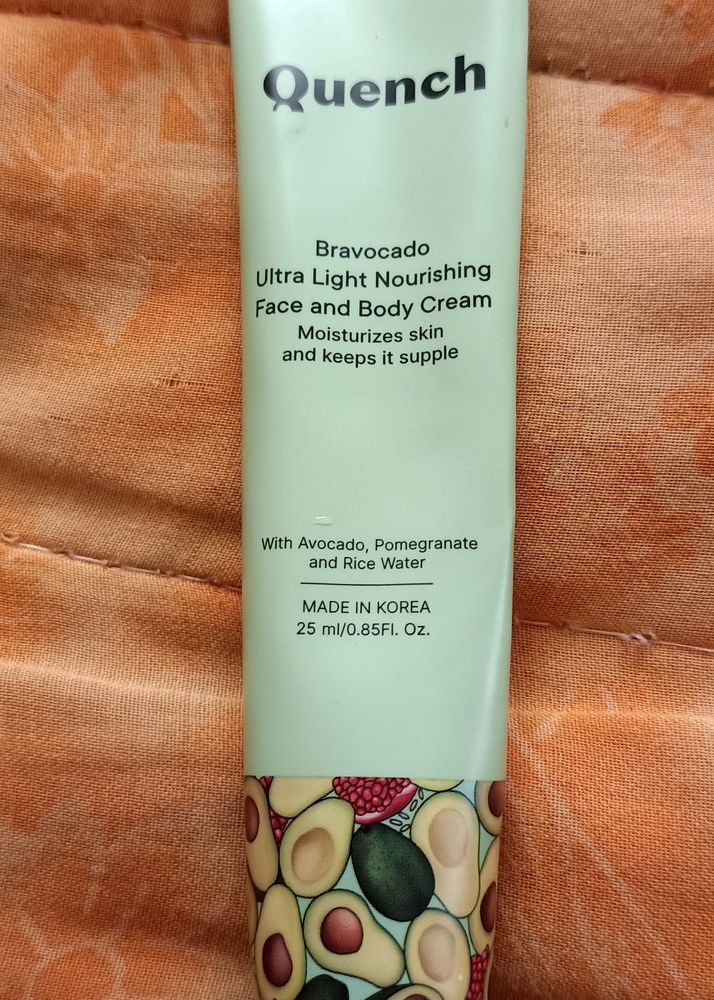 Quench
Bravocado
Ultra Light Nourishing
Face and Body Cream
Moisturizes skin
and keeps it supple
With Avocado, Pomegranate
and Rice Water
MADE IN KOREA
25 ml/0.85Fl. Oz.